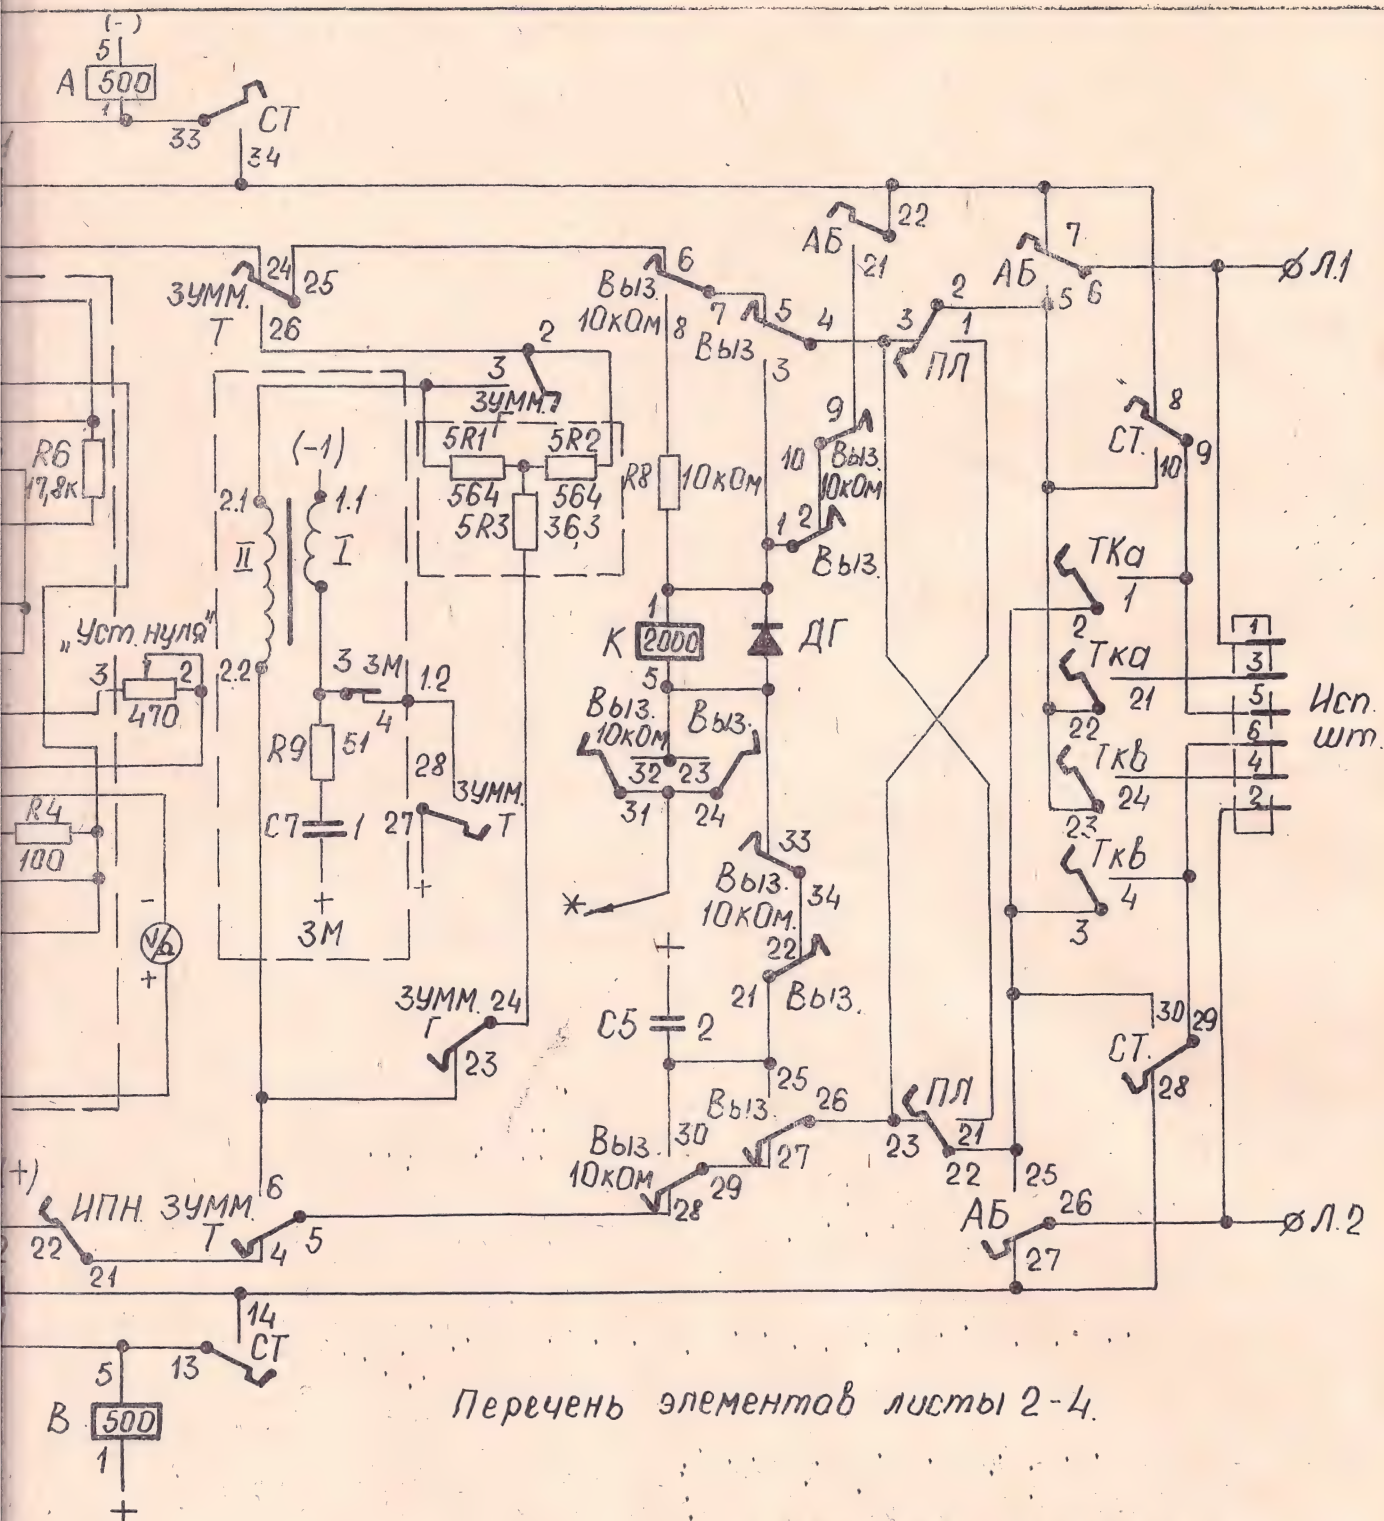 (-)
5
А 500
1
33
СТ
34
22
АБ
21
7
АБ
5 6
Л.1
24 25
ЗУММ.
Т 26
6
Выз.
10кОм 8
7
5 4
Выз
3
2
3 1
ПЛ
2
3
ЗУММ.
Г
5R1 5R2
564 564
5R3 36,3
R6
17,8к
(-1)
2.1 1.1
II I
R8 10кОм
9
10 Выз.
10кОм
1 2
Выз.
8
СТ.
10 9
ТКа
2 1
Тка
22 21
Ткв
23 24
Ткв
3 4
1
3
5
6
4
2
Исп.
шт.
„Уст. нуля"
3 1 2
470
2.2
3 ЗМ 1.2
4
R9 51
28
ЗУММ.
27 Т
С7 1
+ +
ЗМ
R4
100
-
V/Ω
+
1
К 2000
5
ДГ
Выз. Выз.
10кОм
32 23
31 24
*
33
Выз. 34
10кОм.
22
21 Выз.
+
С5 2
ЗУММ. 24
Г
23
25
Выз. 26
27
30
Выз.
10кОм
28 29
ПЛ
23 21
22
25
30 29
СТ.
28
26
АБ
27
Л.2
+)
ИПН.
22
21
ЗУММ. 6
Т 4 5
14
СТ
13
5
В 500
1
+
Перечень элементов листы 2-4.